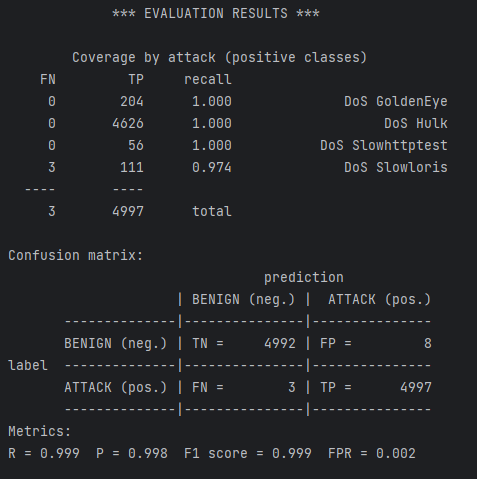 *** EVALUATION RESULTS ***
Coverage by attack (positive classes)
FN TP recall
0 204 1.000 DoS GoldenEye
0 4626 1.000 DoS Hulk
0 56 1.000 DoS Slowhttptest
3 111 0.974 DoS Slowloris
---- ----
3 4997 total
Confusion matrix:
prediction
| BENIGN (neg.) | ATTACK (pos.)
--------------|---------------|---------------
BENIGN (neg.) | TN = 4992 | FP = 8
label --------------|---------------|---------------
ATTACK (pos.) | FN = 3 | TP = 4997
--------------|---------------|---------------
Metrics:
R = 0.999 P = 0.998 F1 score = 0.999 FPR = 0.002